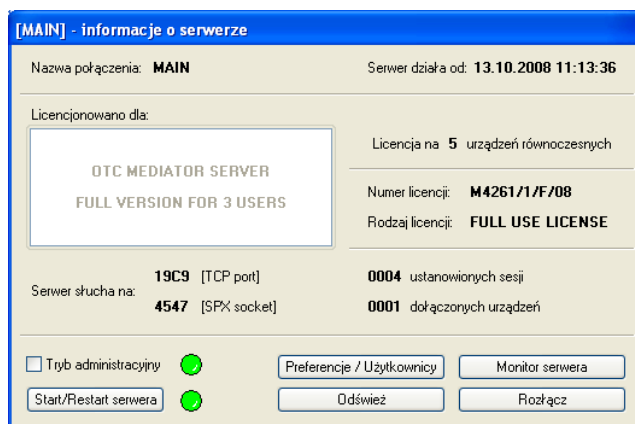 [MAIN] - informacje o serwerze
Nazwa połączenia: MAIN
Serwer działa od: 13.10.2008 11:13:36
Licencjonowano dla:
OTC MEDIATOR SERVER
FULL VERSION FOR 3 USERS
Licencja na 5 urządzeń równoczesnych
Numer licencji: M4261/1/F/08
Rodzaj licencji: FULL USE LICENSE
Serwer słucha na:
19C9 [TCP port]
4547 [SPX socket]
0004 ustanowionych sesji
0001 dołączonych urządzeń
Tryb administracyjny
Preferencje / Użytkownicy
Monitor serwera
Start/Restart serwera
Odśwież
Rozłącz